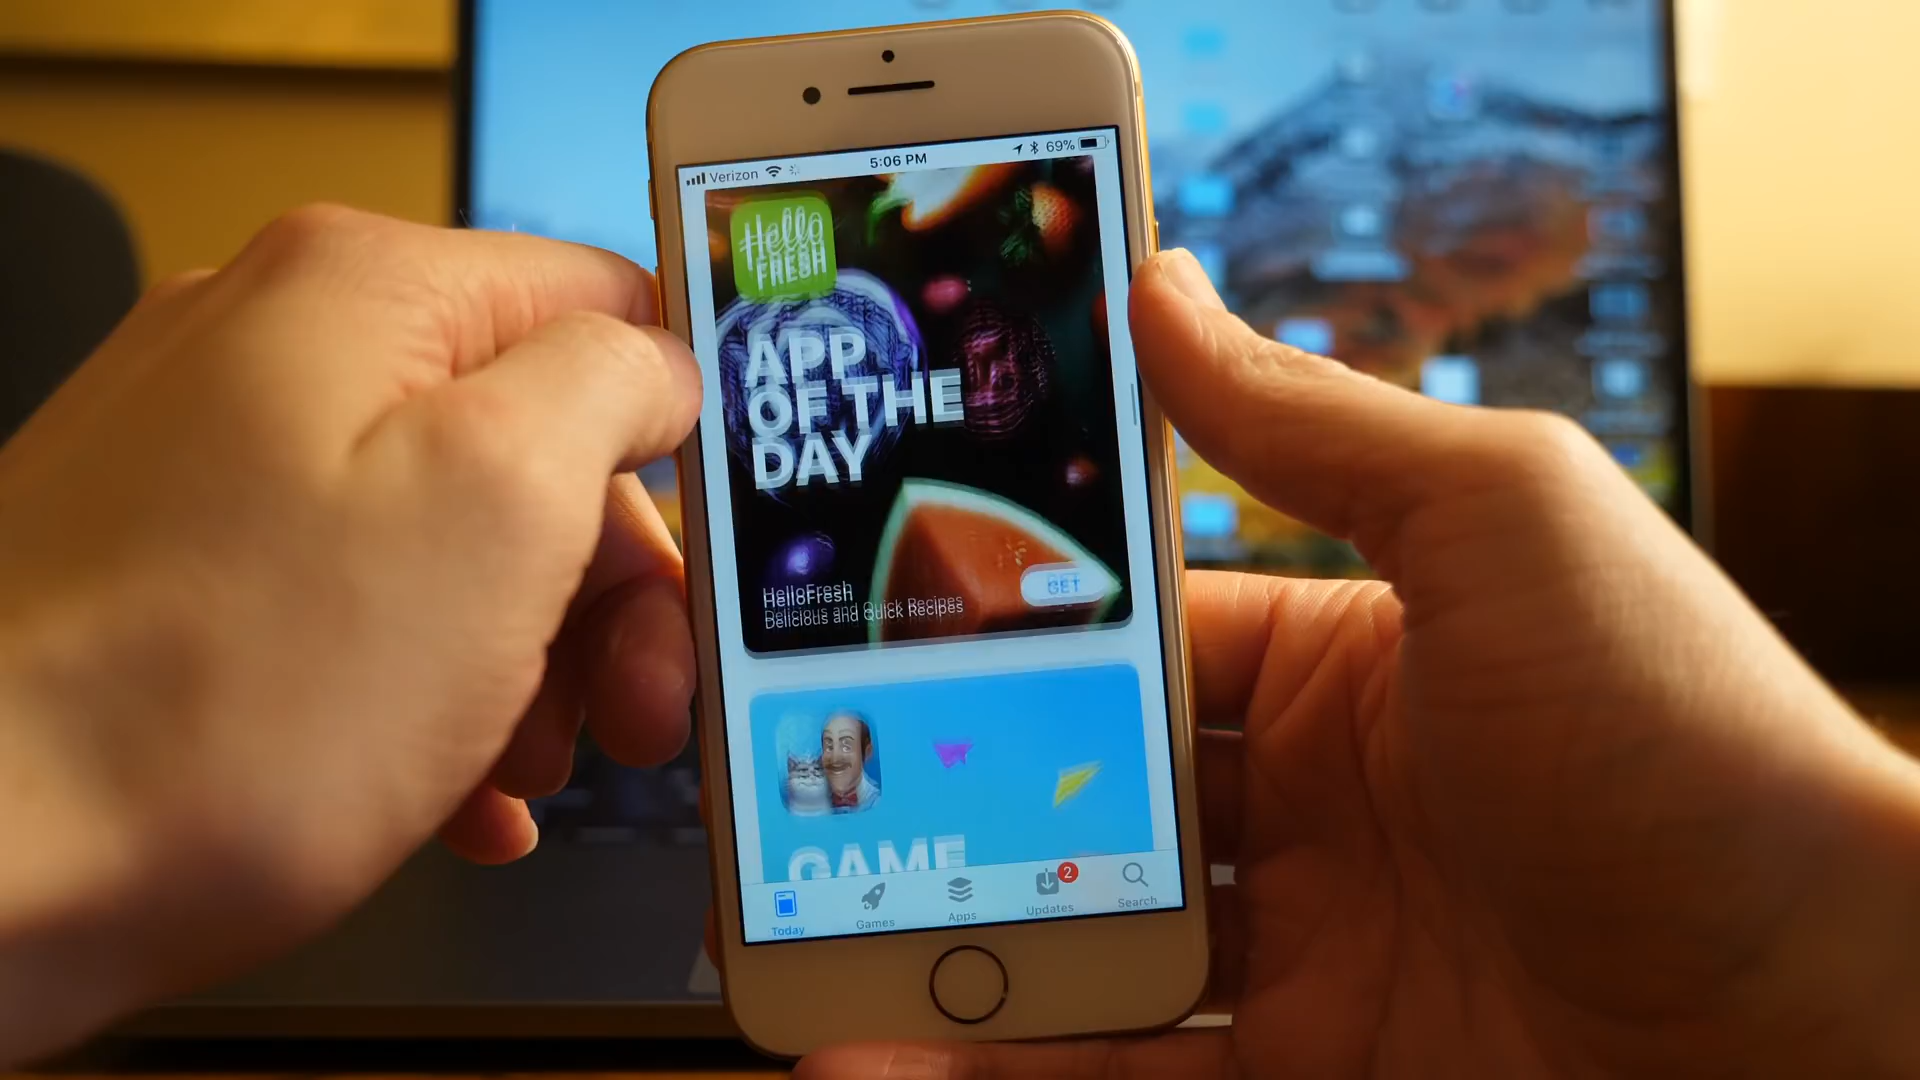 Verizon
5:06 PM
69%
Hello
FRESH
APP
OF THE
DAY
HelloFresh
Delicious and Quick Recipes
GET
GAME
Today
Games
Apps
Updates
2
Search